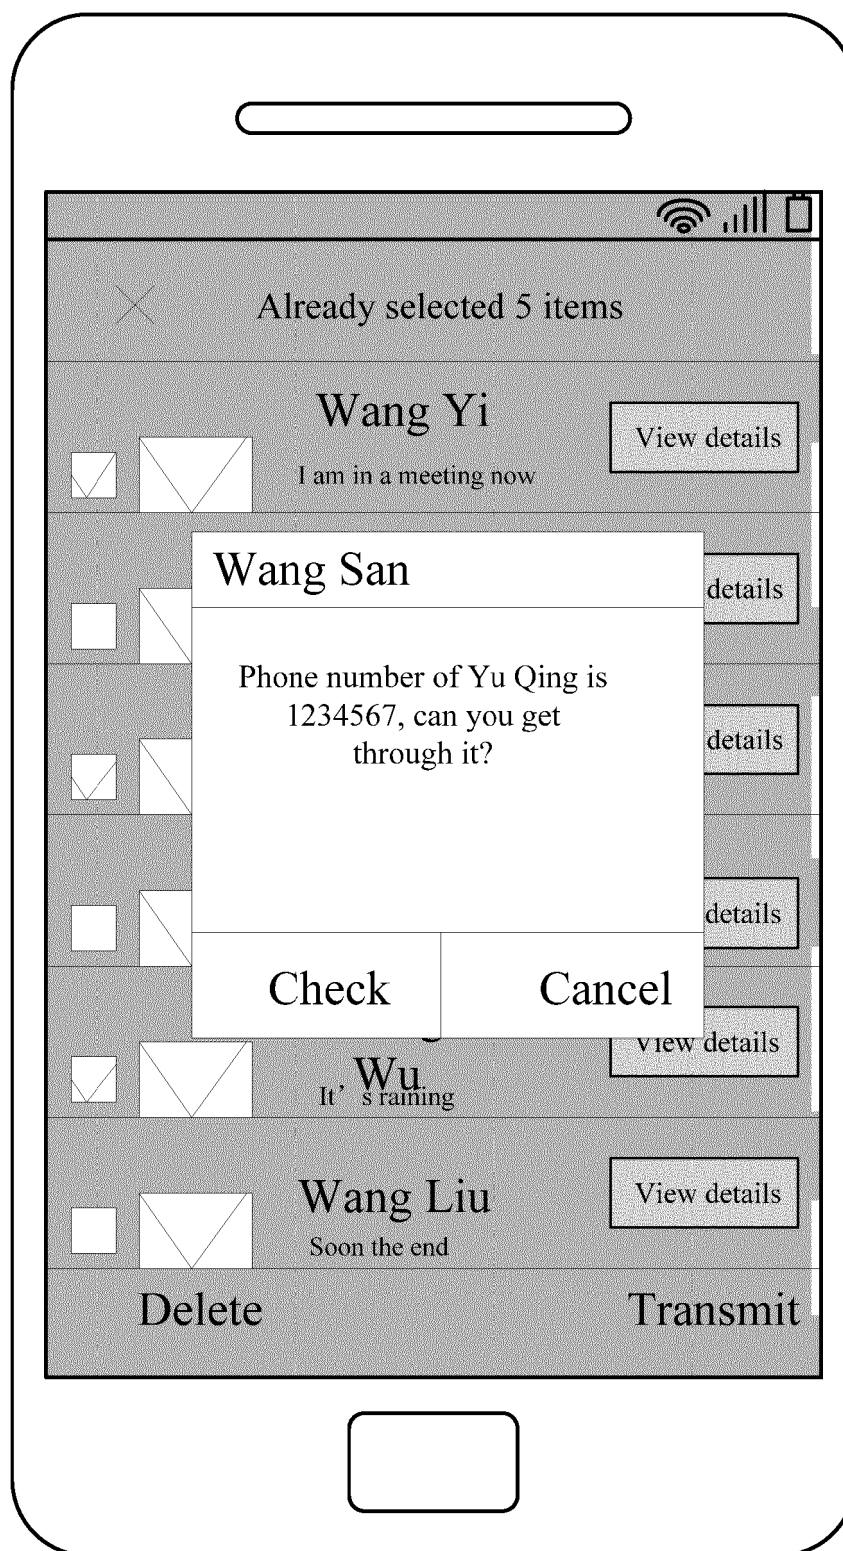 Already selected 5 items
Wang Yi
View details
I am in a meeting now
Wang San
details
Phone number of Yu Qing is
1234567, can you get
through it?
details
details
Check
Cancel
View details
Wu
It’s raining
Wang Liu
View details
Soon the end
Delete
Transmit